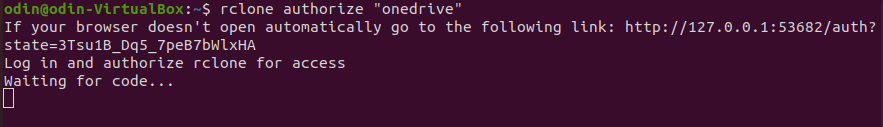 odin@odin-VirtualBox:~$ rclone authorize "onedrive"
If your browser doesn't open automatically go to the following link: http://127.0.0.1:53682/auth?
state=3Tsu1B_Dq5_7peB7bWlxHA
Log in and authorize rclone for access
Waiting for code...